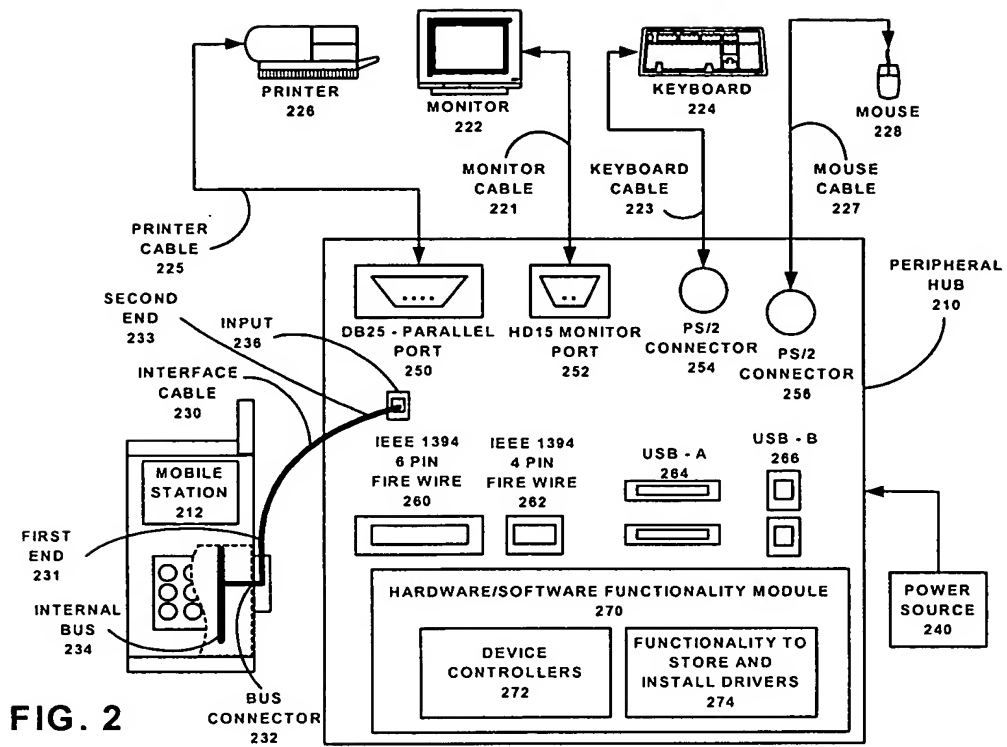 PRINTER
226
MONITOR
222
KEYBOARD
224
MOUSE
228
MONITOR
CABLE
221
KEYBOARD
CABLE
223
MOUSE
CABLE
227
PRINTER
CABLE
225
PERIPHERAL
HUB
210
SECOND
END
233
INPUT
236
DB25 - PARALLEL
PORT
250
HD15 MONITOR
PORT
252
PS/2
CONNECTOR
254
PS/2
CONNECTOR
256
INTERFACE
CABLE
230
IEEE 1394
6 PIN
FIRE WIRE
260
IEEE 1394
4 PIN
FIRE WIRE
262
USB - A
264
USB - B
266
MOBILE
STATION
212
FIRST
END
231
INTERNAL
BUS
234
HARDWARE/SOFTWARE FUNCTIONALITY MODULE
270
DEVICE
CONTROLLERS
272
FUNCTIONALITY TO
STORE AND
INSTALL DRIVERS
274
POWER
SOURCE
240
BUS
CONNECTOR
232
FIG. 2